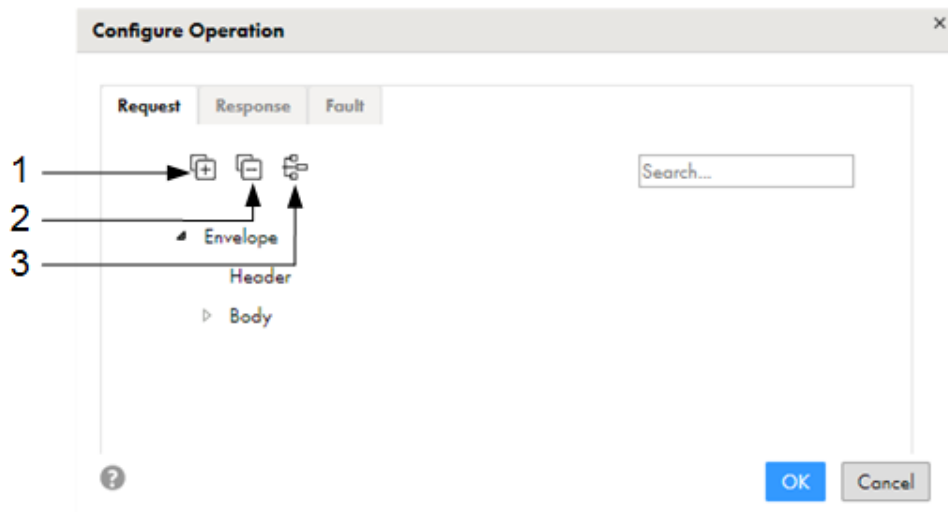 Configure Operation
×
Request Response Fault
1
2
3
Search...
Envelope
Header
Body
?
OK Cancel